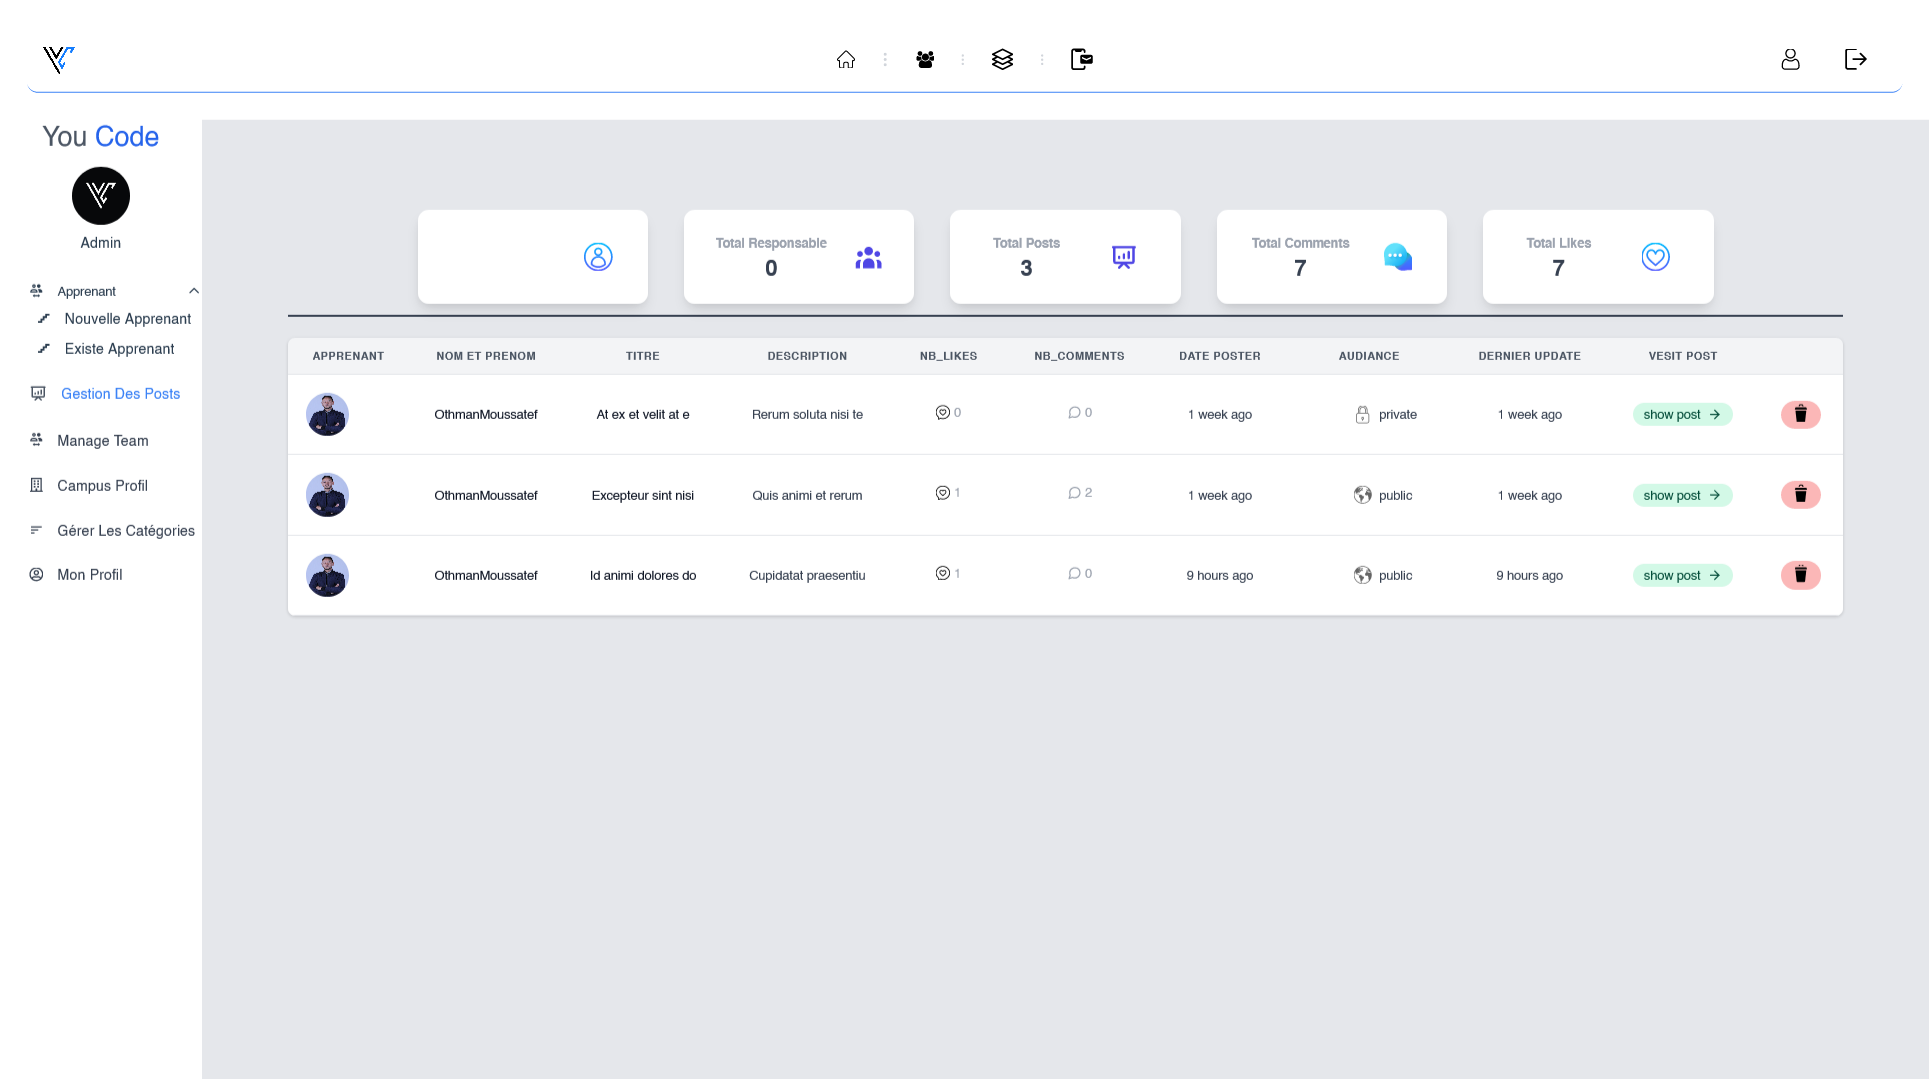 You Code
Admin
Apprenant
Nouvelle Apprenant
Existe Apprenant
Gestion Des Posts
Manage Team
Campus Profil
Gérer Les Catégories
Mon Profil
Total Responsable
0
Total Posts
3
Total Comments
7
Total Likes
7
APPRENANT NOM ET PRENOM TITRE DESCRIPTION NB_LIKES NB_COMMENTS DATE POSTER AUDIANCE DERNIER UPDATE VESIT POST
OthmanMoussatef At ex et velit at e Rerum soluta nisi te 0 0 1 week ago private 1 week ago show post
OthmanMoussatef Excepteur sint nisi Quis animi et rerum 1 2 1 week ago public 1 week ago show post
OthmanMoussatef Id animi dolores do Cupidatat praesentiu 1 0 9 hours ago public 9 hours ago show post